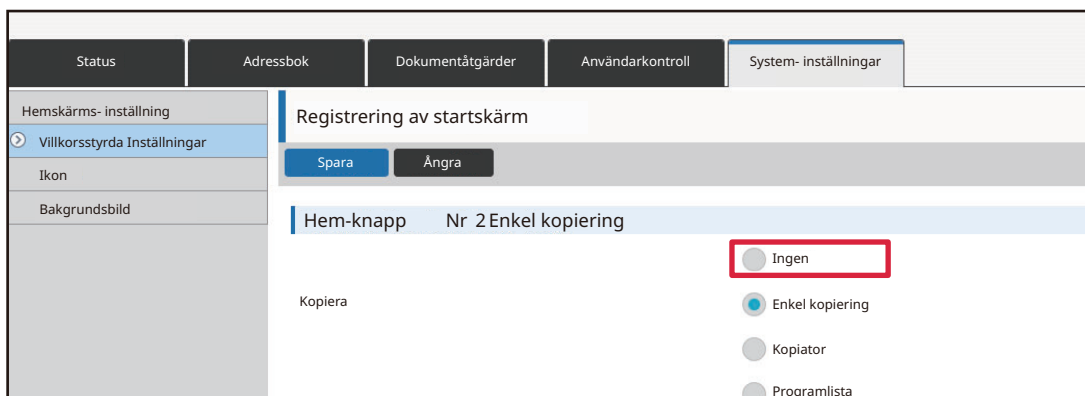 Status Adressbok Dokumentåtgärder Användarkontroll System- inställningar
Hemskärms- inställning
Villkorsstyrda Inställningar
Ikon
Bakgrundsbild
Registrering av startskärm
Spara Ångra
Hem-knapp Nr 2 Enkel kopiering
Ingen
Kopiera Enkel kopiering
Kopiator
Programlista